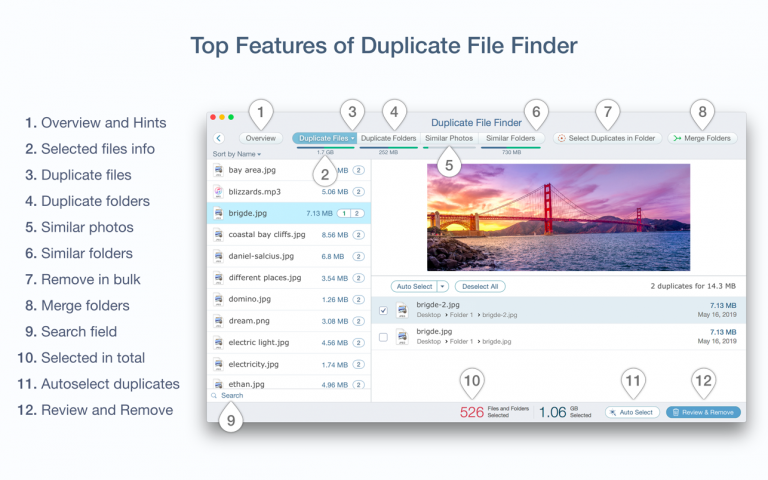 Top Features of Duplicate File Finder
1. Overview and Hints
2. Selected files info
3. Duplicate files
4. Duplicate folders
5. Similar photos
6. Similar folders
7. Remove in bulk
8. Merge folders
9. Search field
10. Selected in total
11. Autoselect duplicates
12. Review and Remove
1
3
4
6
7
8
Duplicate File Finder
Overview
Duplicate Files
Duplicate Folders
Similar Photos
Similar Folders
Select Duplicates in Folder
Merge Folders
Sort by Name
1.7 GB
252 MB
730 MB
2
5
bay area.jpg MB 2
blizzards.mp3 5.06 MB 2
brigde.jpg 7.13 MB 1 2
coastal bay cliffs.jpg 8.56 MB 2
daniel-salcius.jpg 6.8 MB 2
different places.jpg 3.54 MB 2
domino.jpg 1.26 MB 2
dream.png 3.08 MB 2
electric light.jpg 4.56 MB 2
electricity.jpg 1.74 MB 2
ethan.jpg 4.96 MB 2
Search
9
Auto Select
Deselect All
2 duplicates for 14.3 MB
brigde-2.jpg 7.13 MB
Desktop > Folder 1 > brigde-2.jpg May 16, 2019
brigde.jpg 7.13 MB
Desktop > Folder 1 > brigde.jpg May 16, 2019
10
11
12
526 Files and Folders Selected
1.06 GB Selected
Auto Select
Review & Remove